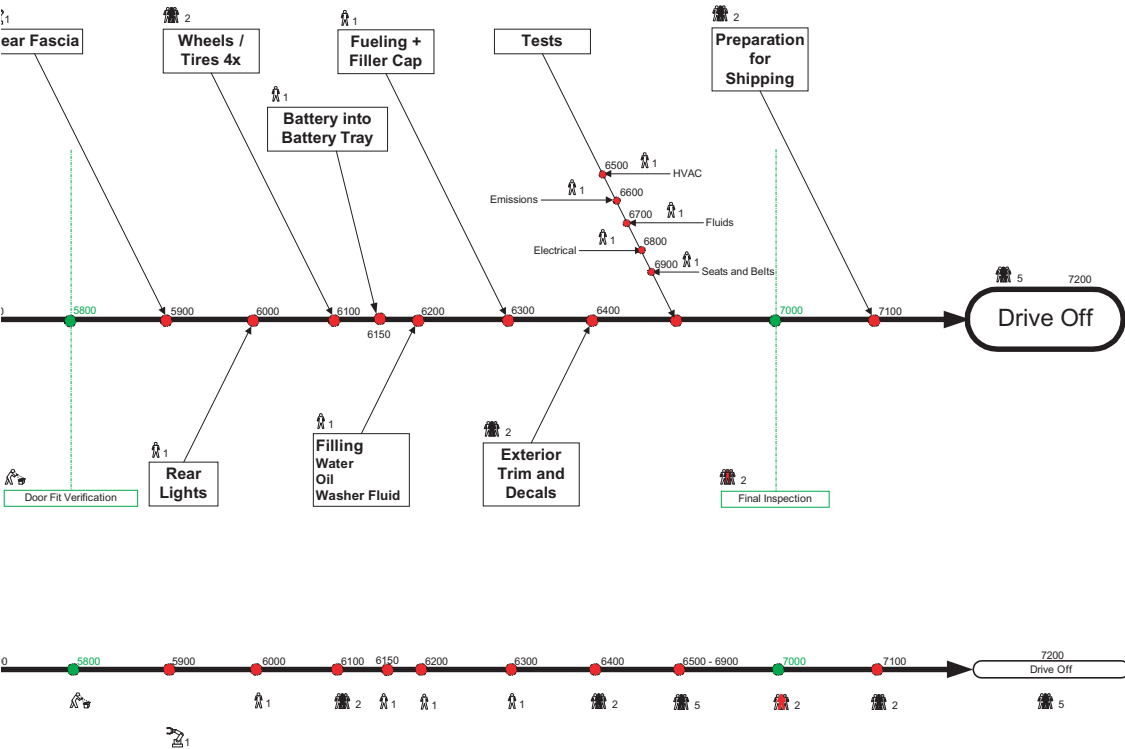 1
2
1
2
ear Fascia
Wheels /
Tires 4x
Fueling +
Filler Cap
Tests
Preparation
for
Shipping
1
Battery into
Battery Tray
6500
1
HVAC
Emissions
1
6600
6700
1
Fluids
Electrical
1
6800
6900
1
Seats and Belts
5
7200
Drive Off
0
5800
5900
6000
6100
6150
6200
6300
6400
7000
7100
1
Rear
Lights
1
Filling
Water
Oil
Washer Fluid
2
Exterior
Trim and
Decals
Door Fit Verification
2
Final Inspection
0
5800
5900
6000
6100
6150
6200
6300
6400
6500 - 6900
7000
7100
7200
Drive Off
1
2
1
1
1
2
5
2
2
5
1